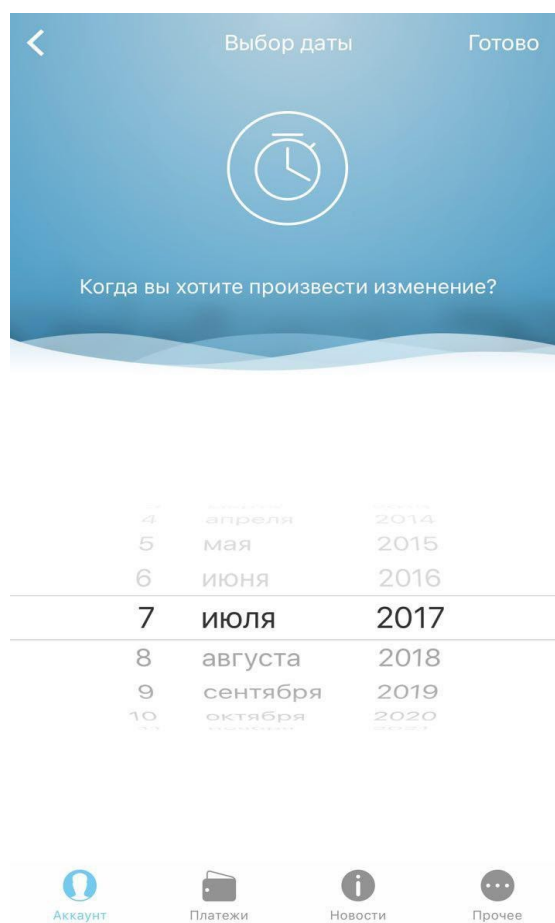 Выбор даты Готово
Когда вы хотите произвести изменение?
4 апреля 2014
5 мая 2015
6 июня 2016
7 июля 2017
8 августа 2018
9 сентября 2019
10 октября 2020
Аккаунт Платежи Новости Прочее